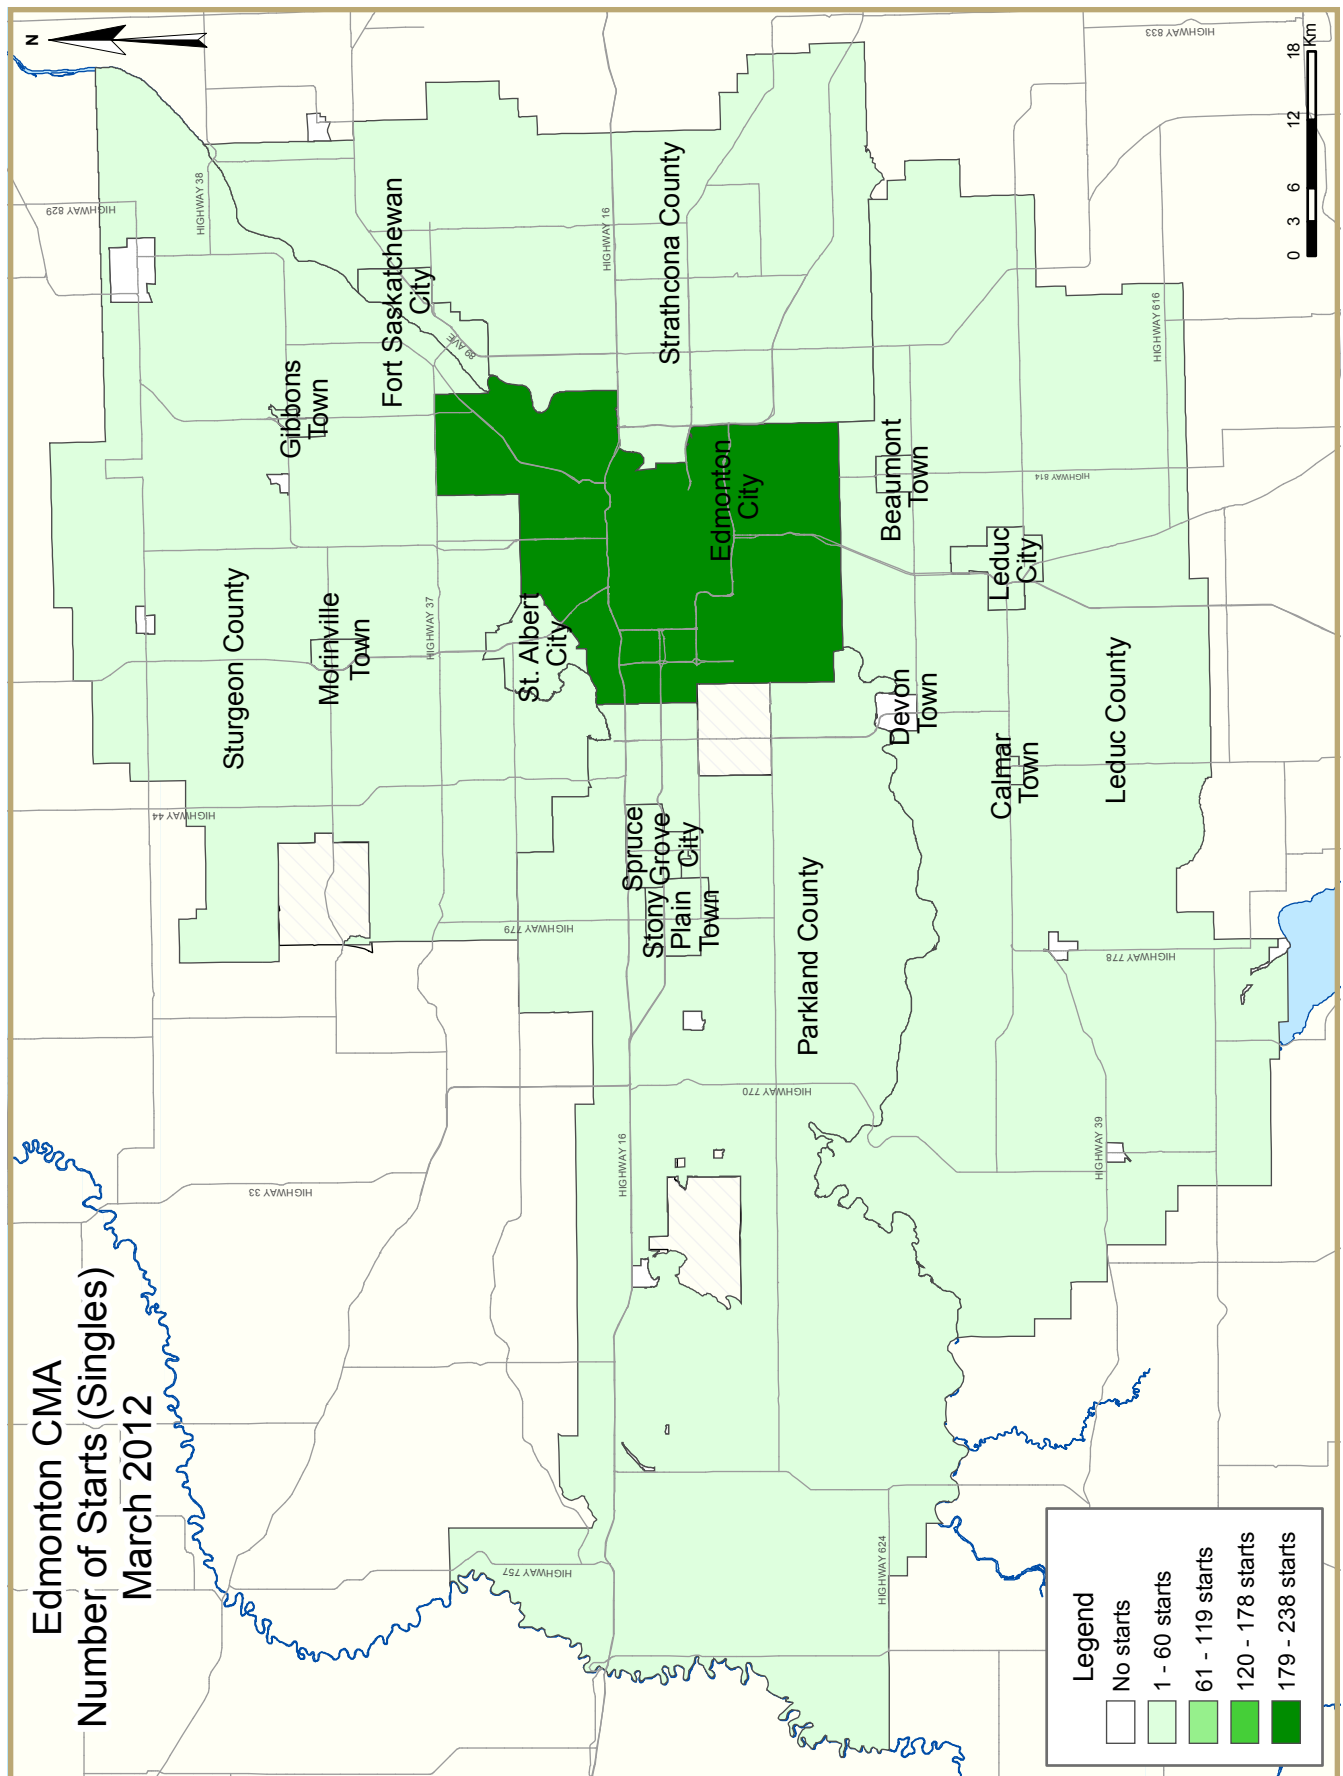 Edmonton CMA
Number of Starts (Singles)
March 2012
N
HIGHWAY 829
HIGHWAY 38
HIGHWAY 833
HIGHWAY 16
Fort Saskatchewan
City
89 AVE
Strathcona County
Gibbons
Town
Sturgeon County
Morinville
Town
HIGHWAY 37
HIGHWAY 44
St. Albert
City
Edmonton
City
Beaumont
Town
HIGHWAY 814
HIGHWAY 616
Leduc
City
Devon
Town
Calmar
Town
Leduc County
Spruce
Grove
City
Stony
Plain
Town
HIGHWAY 779
Parkland County
HIGHWAY 778
HIGHWAY 770
HIGHWAY 16
HIGHWAY 39
HIGHWAY 33
HIGHWAY 757
HIGHWAY 624
0 3 6 12 18
Km
Legend
No starts
1 - 60 starts
61 - 119 starts
120 - 178 starts
179 - 238 starts